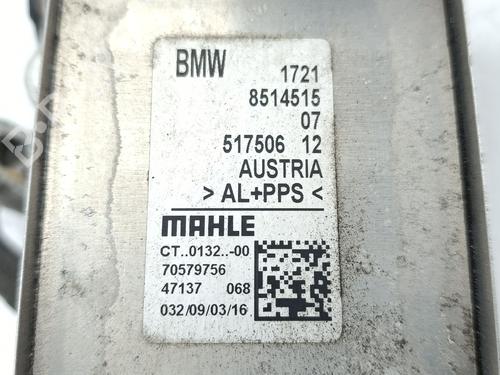 BMW 1721
8514515
07
517506 12
AUSTRIA
> AL+PPS <
MAHLE
CT..0132..-00
70579756
47137 068
032/09/03/16